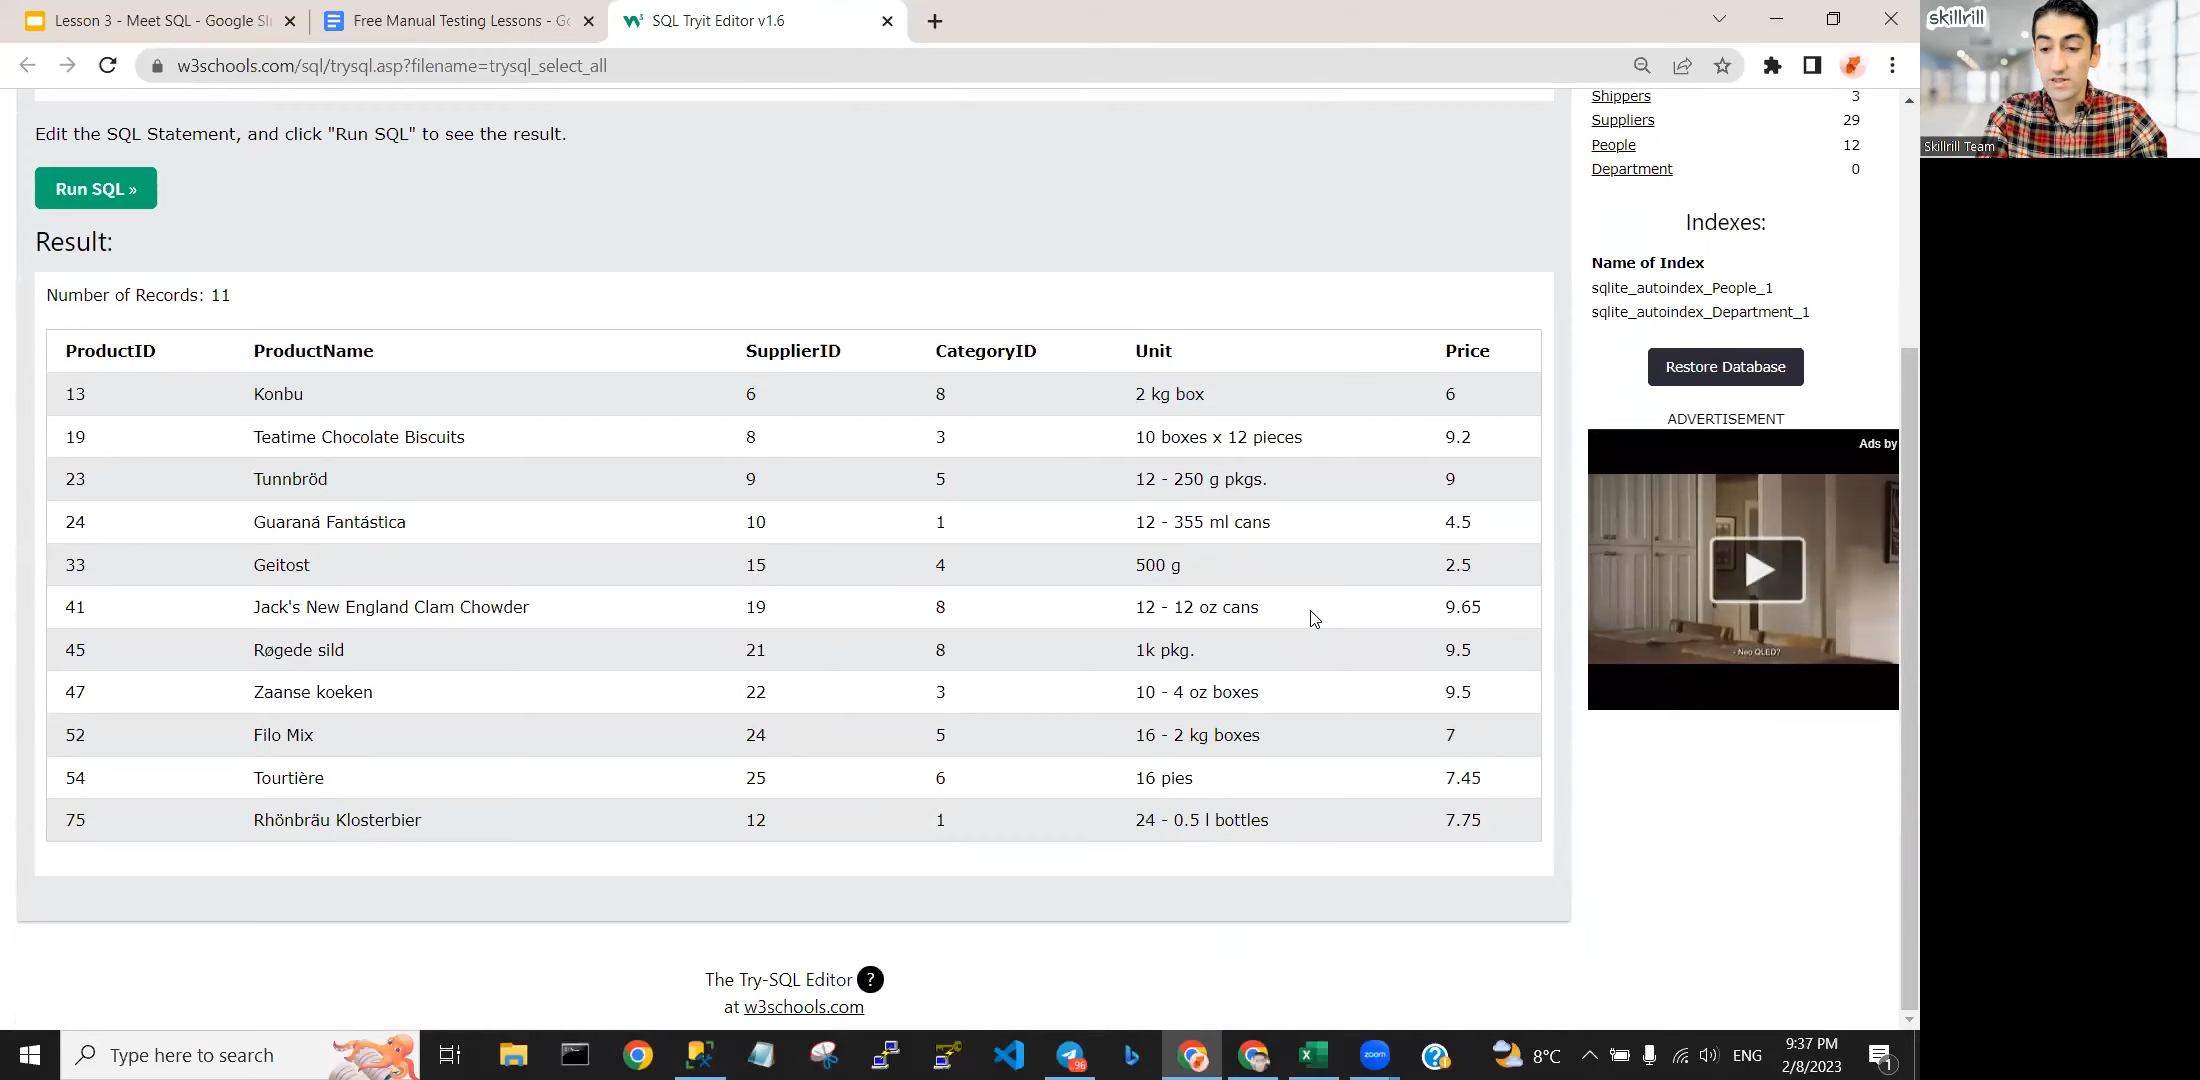 Lesson 3 - Meet SQL - Google Sli
Free Manual Testing Lessons - Go
SQL Tryit Editor v1.6
w3schools.com/sql/trysql.asp?filename=trysql_select_all
skillrill
Skillrill Team
Edit the SQL Statement, and click "Run SQL" to see the result.
Run SQL »
Result:
Number of Records: 11
ProductID ProductName SupplierID CategoryID Unit Price
13 Konbu 6 8 2 kg box 6
19 Teatime Chocolate Biscuits 8 3 10 boxes x 12 pieces 9.2
23 Tunnbröd 9 5 12 - 250 g pkgs. 9
24 Guaraná Fantástica 10 1 12 - 355 ml cans 4.5
33 Geitost 15 4 500 g 2.5
41 Jack's New England Clam Chowder 19 8 12 - 12 oz cans 9.65
45 Røgede sild 21 8 1k pkg. 9.5
47 Zaanse koeken 22 3 10 - 4 oz boxes 9.5
52 Filo Mix 24 5 16 - 2 kg boxes 7
54 Tourtière 25 6 16 pies 7.45
75 Rhönbräu Klosterbier 12 1 24 - 0.5 l bottles 7.75
The Try-SQL Editor ?
at w3schools.com
Shippers 3
Suppliers 29
People 12
Department 0
Indexes:
Name of Index
sqlite_autoindex_People_1
sqlite_autoindex_Department_1
Restore Database
ADVERTISEMENT
Ads by
- Neo QLED?
Type here to search
96
zoom
8°C
ENG
9:37 PM
2/8/2023
1